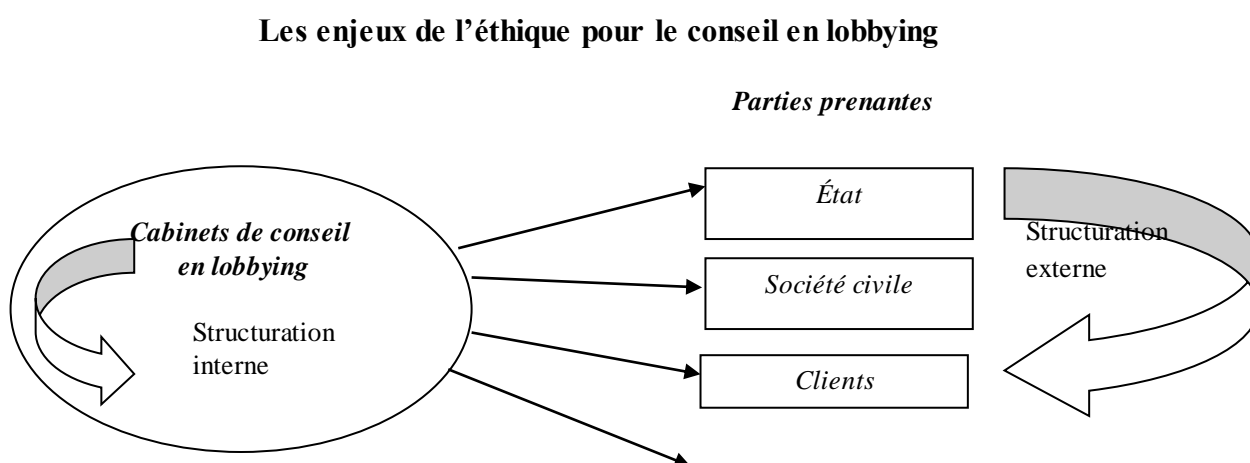 Les enjeux de l’éthique pour le conseil en lobbying
Parties prenantes
État
Cabinets de conseil
en lobbying
Structuration
externe
Société civile
Structuration
interne
Clients